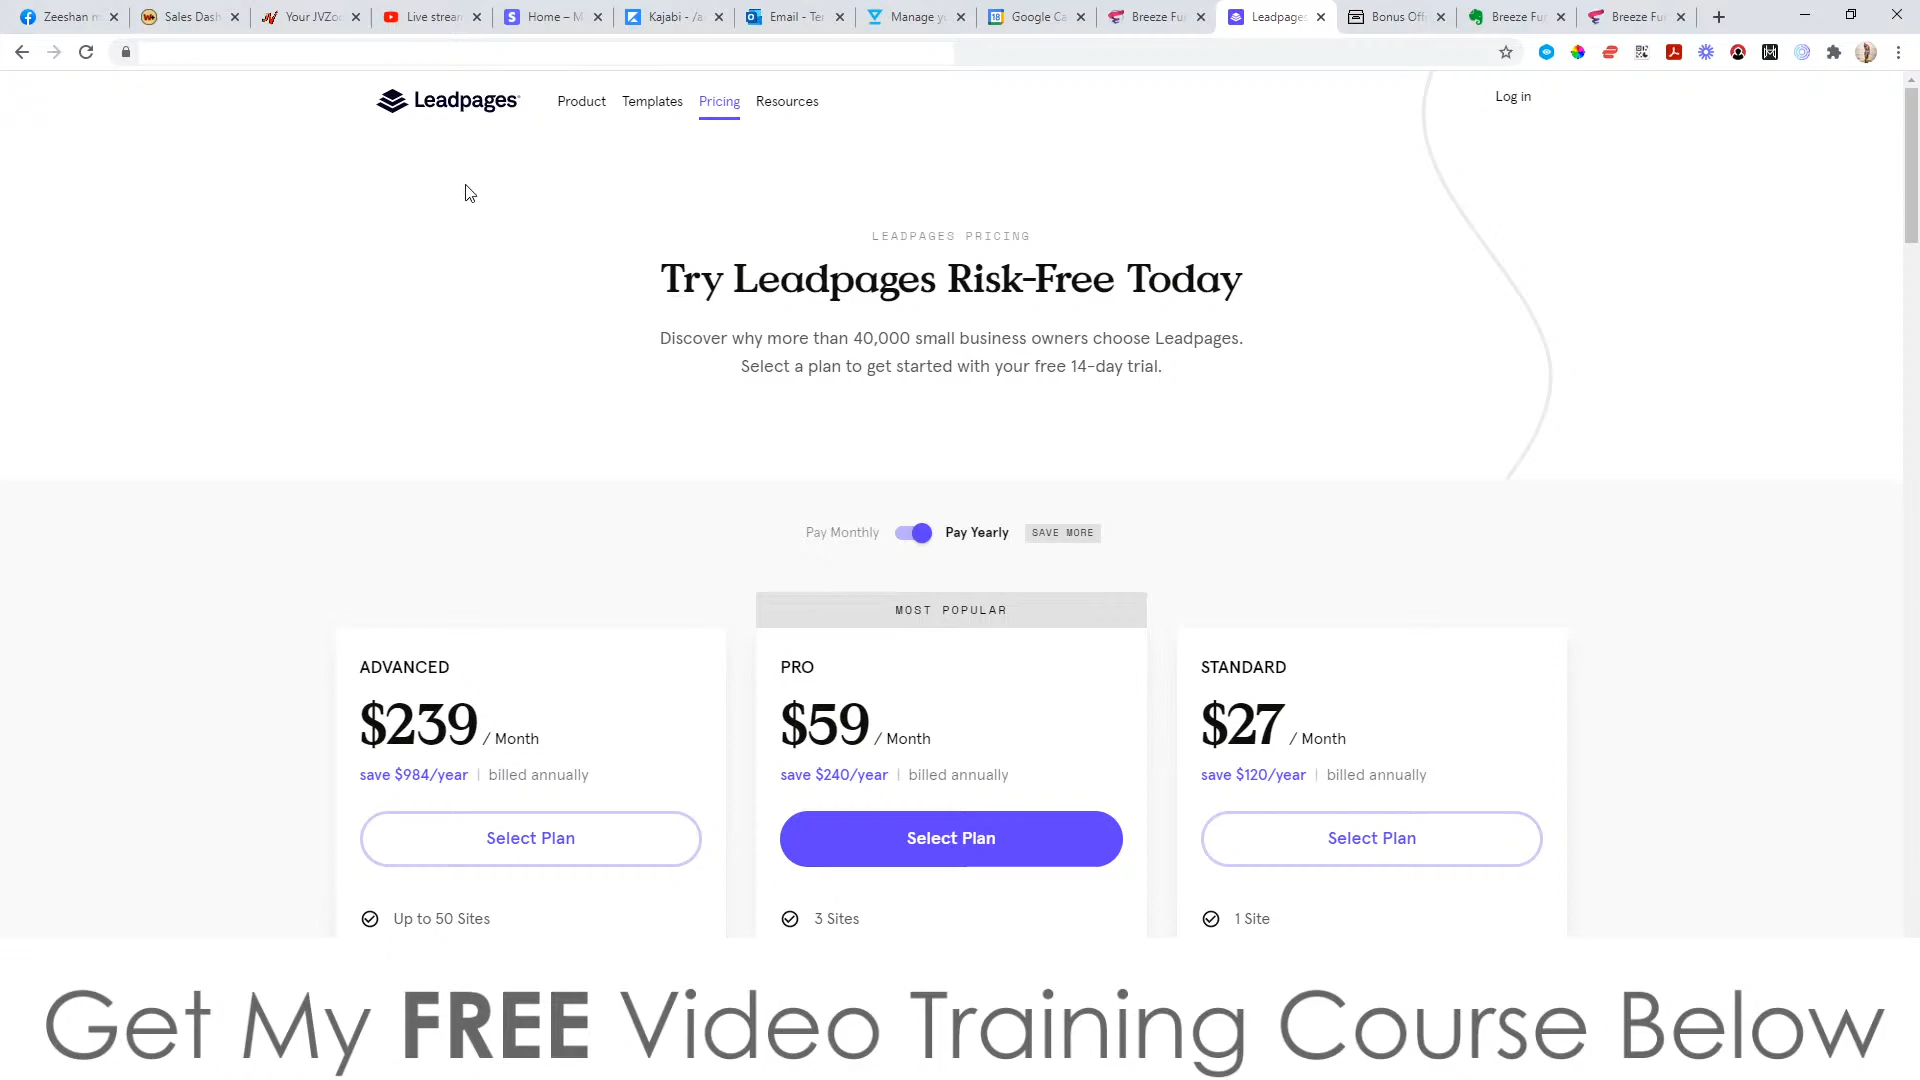 Zeeshan m
Sales Dash
Your JVZoo
Live stream
Home – M
Kajabi - /a
Email - Te
Manage yo
Google Ca
Breeze Fu
Leadpages
Bonus Off
Breeze Fu
Breeze Fu
Leadpages
Product
Templates
Pricing
Resources
Log in
LEADPAGES PRICING
Try Leadpages Risk-Free Today
Discover why more than 40,000 small business owners choose Leadpages.
Select a plan to get started with your free 14-day trial.
Pay Monthly
Pay Yearly
SAVE MORE
MOST POPULAR
ADVANCED
$239 / Month
save $984/year | billed annually
Select Plan
Up to 50 Sites
PRO
$59 / Month
save $240/year | billed annually
Select Plan
3 Sites
STANDARD
$27 / Month
save $120/year | billed annually
Select Plan
1 Site
Get My FREE Video Training Course Below